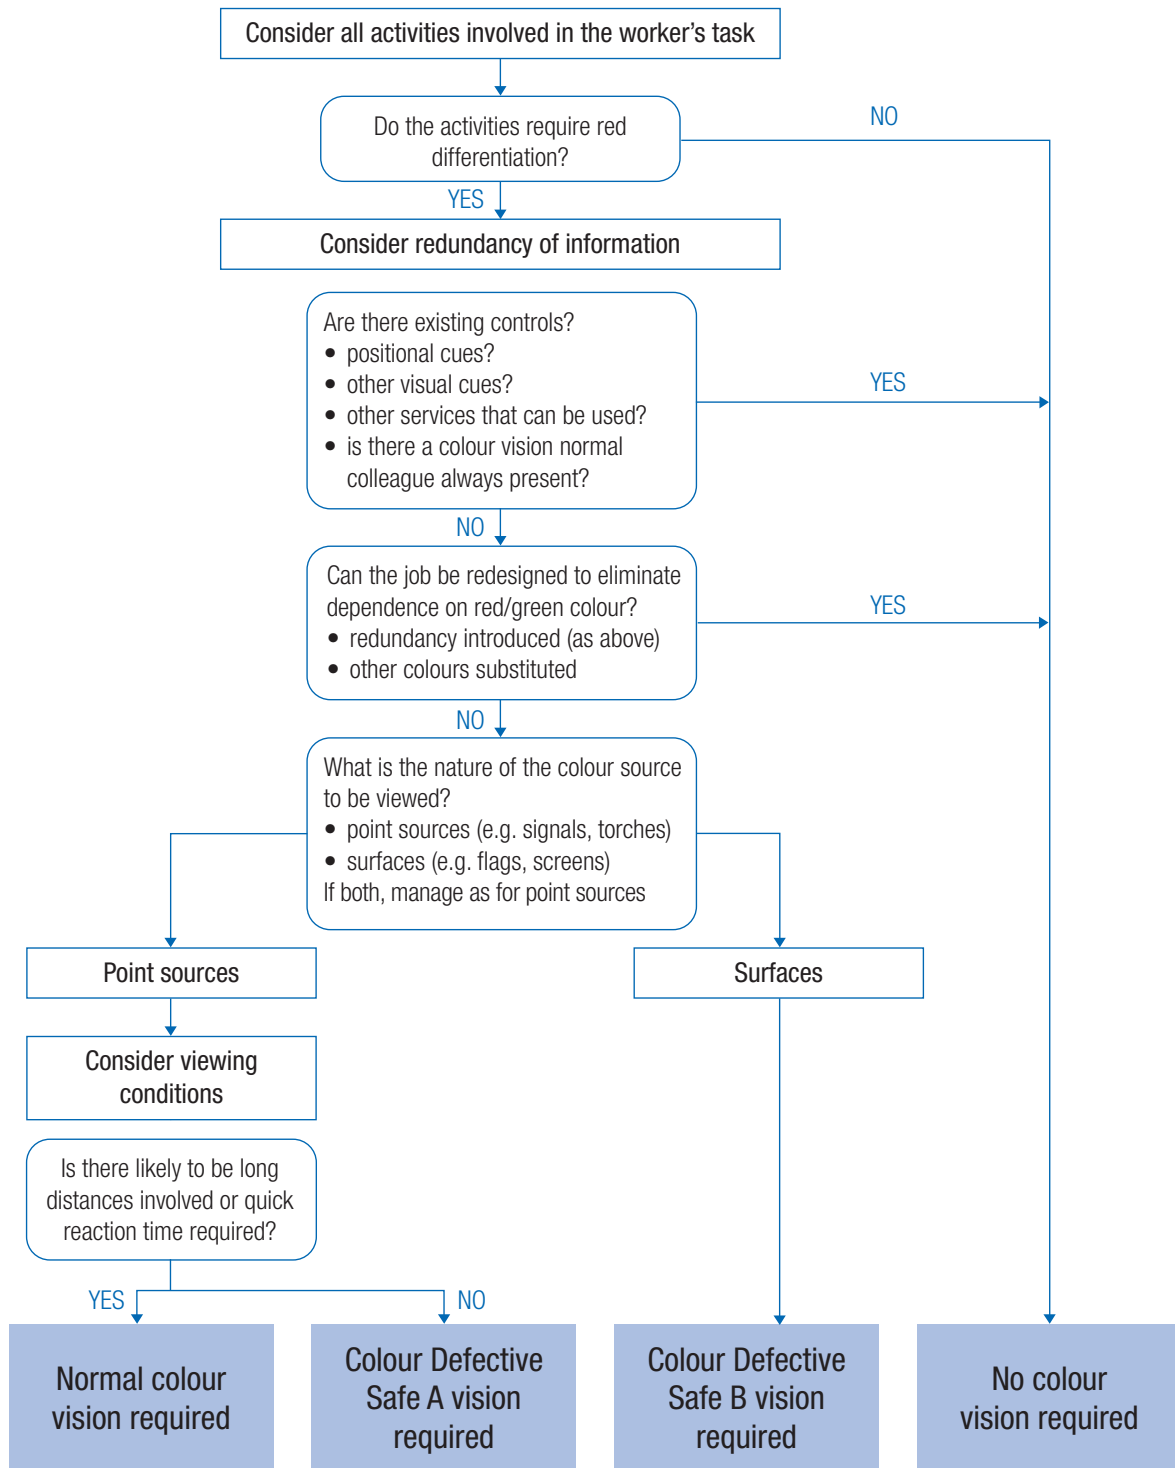 Consider all activities involved in the worker’s task
Do the activities require red
differentiation?
NO
YES
Consider redundancy of information
Are there existing controls?
• positional cues?
• other visual cues?
• other services that can be used?
• is there a colour vision normal
colleague always present?
YES
NO
Can the job be redesigned to eliminate
dependence on red/green colour?
• redundancy introduced (as above)
• other colours substituted
YES
NO
What is the nature of the colour source
to be viewed?
• point sources (e.g. signals, torches)
• surfaces (e.g. flags, screens)
If both, manage as for point sources
Point sources
Surfaces
Consider viewing
conditions
Is there likely to be long
distances involved or quick
reaction time required?
YES
NO
Normal colour
vision required
Colour Defective
Safe A vision
required
Colour Defective
Safe B vision
required
No colour
vision required